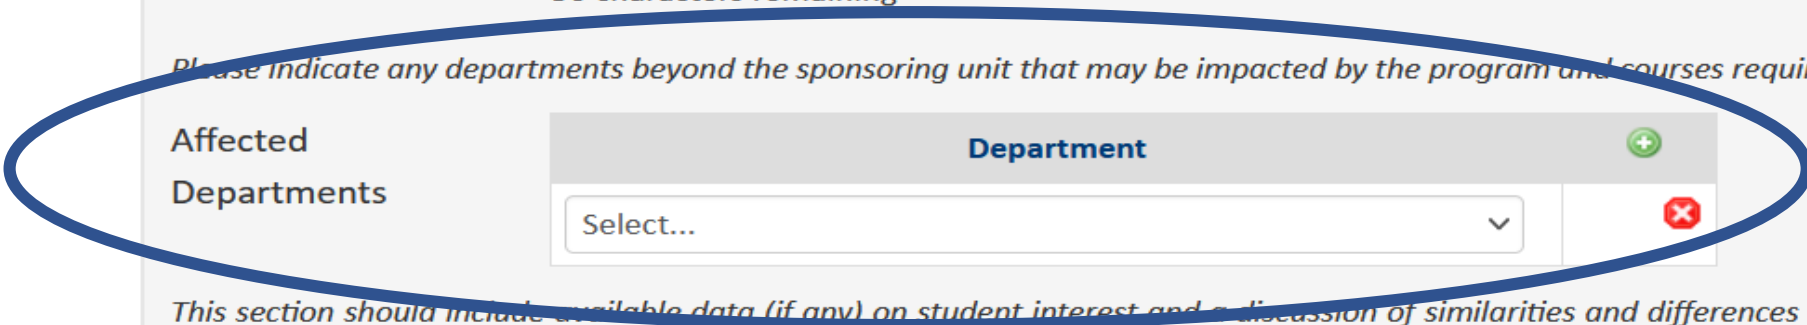 Please indicate any departments beyond the sponsoring unit that may be impacted by the program and courses
Affected
Departments
Department
Select...
This section should include available data (if any) on student interest and a discussion of similarities and differences